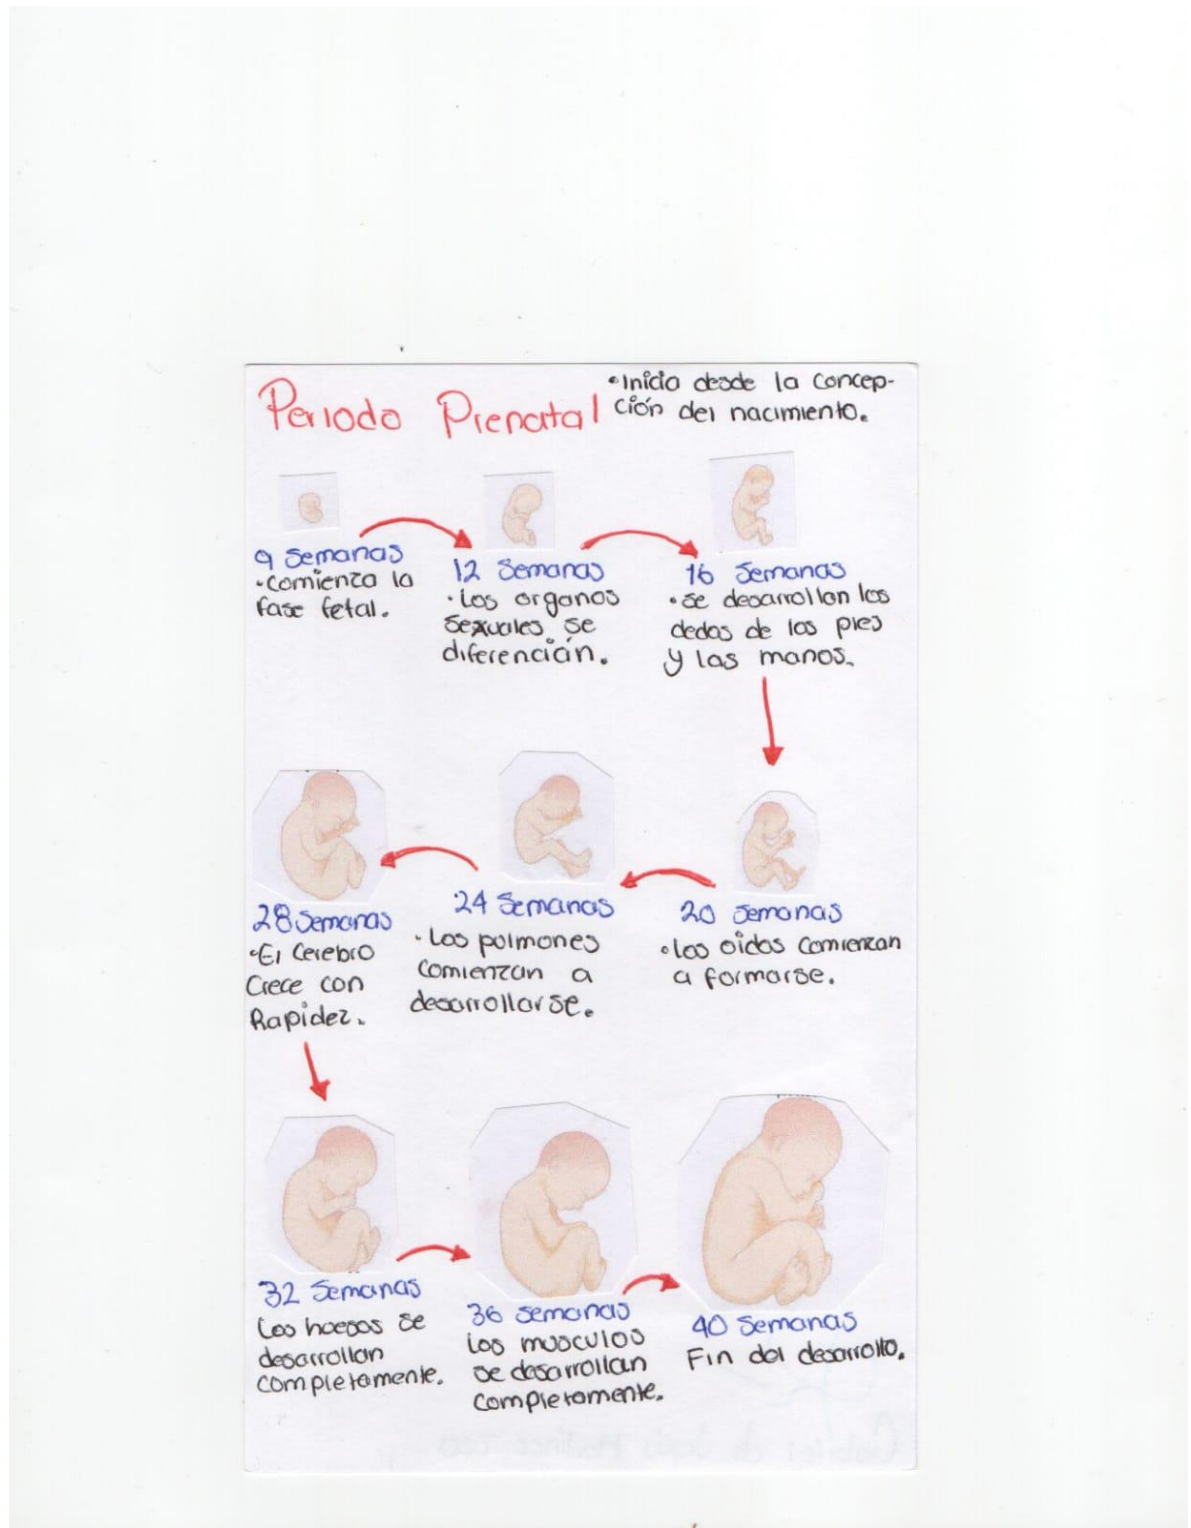 Periodo Prenatal
•Inicia desde la concep-
ción del nacimiento.
9 Semanas
•Comienza la
fase fetal.
12 Semanas
•Los organos
sexuales se
diferención.
16 Semanas
•Se desarrollan los
dedos de los pies
y las manos.
20 Semanas
•los oidos comienzan
a formarse.
24 Semanas
•Los pulmones
comienzan a
desarrollarse.
28 Semanas
•El cerebro
Crece con
Rapidez.
32 Semanas
Los huesos se
desarrollan
completamente.
36 semanas
los musculos
se desarrollan
completamente.
40 Semanas
Fin del desarrollo.